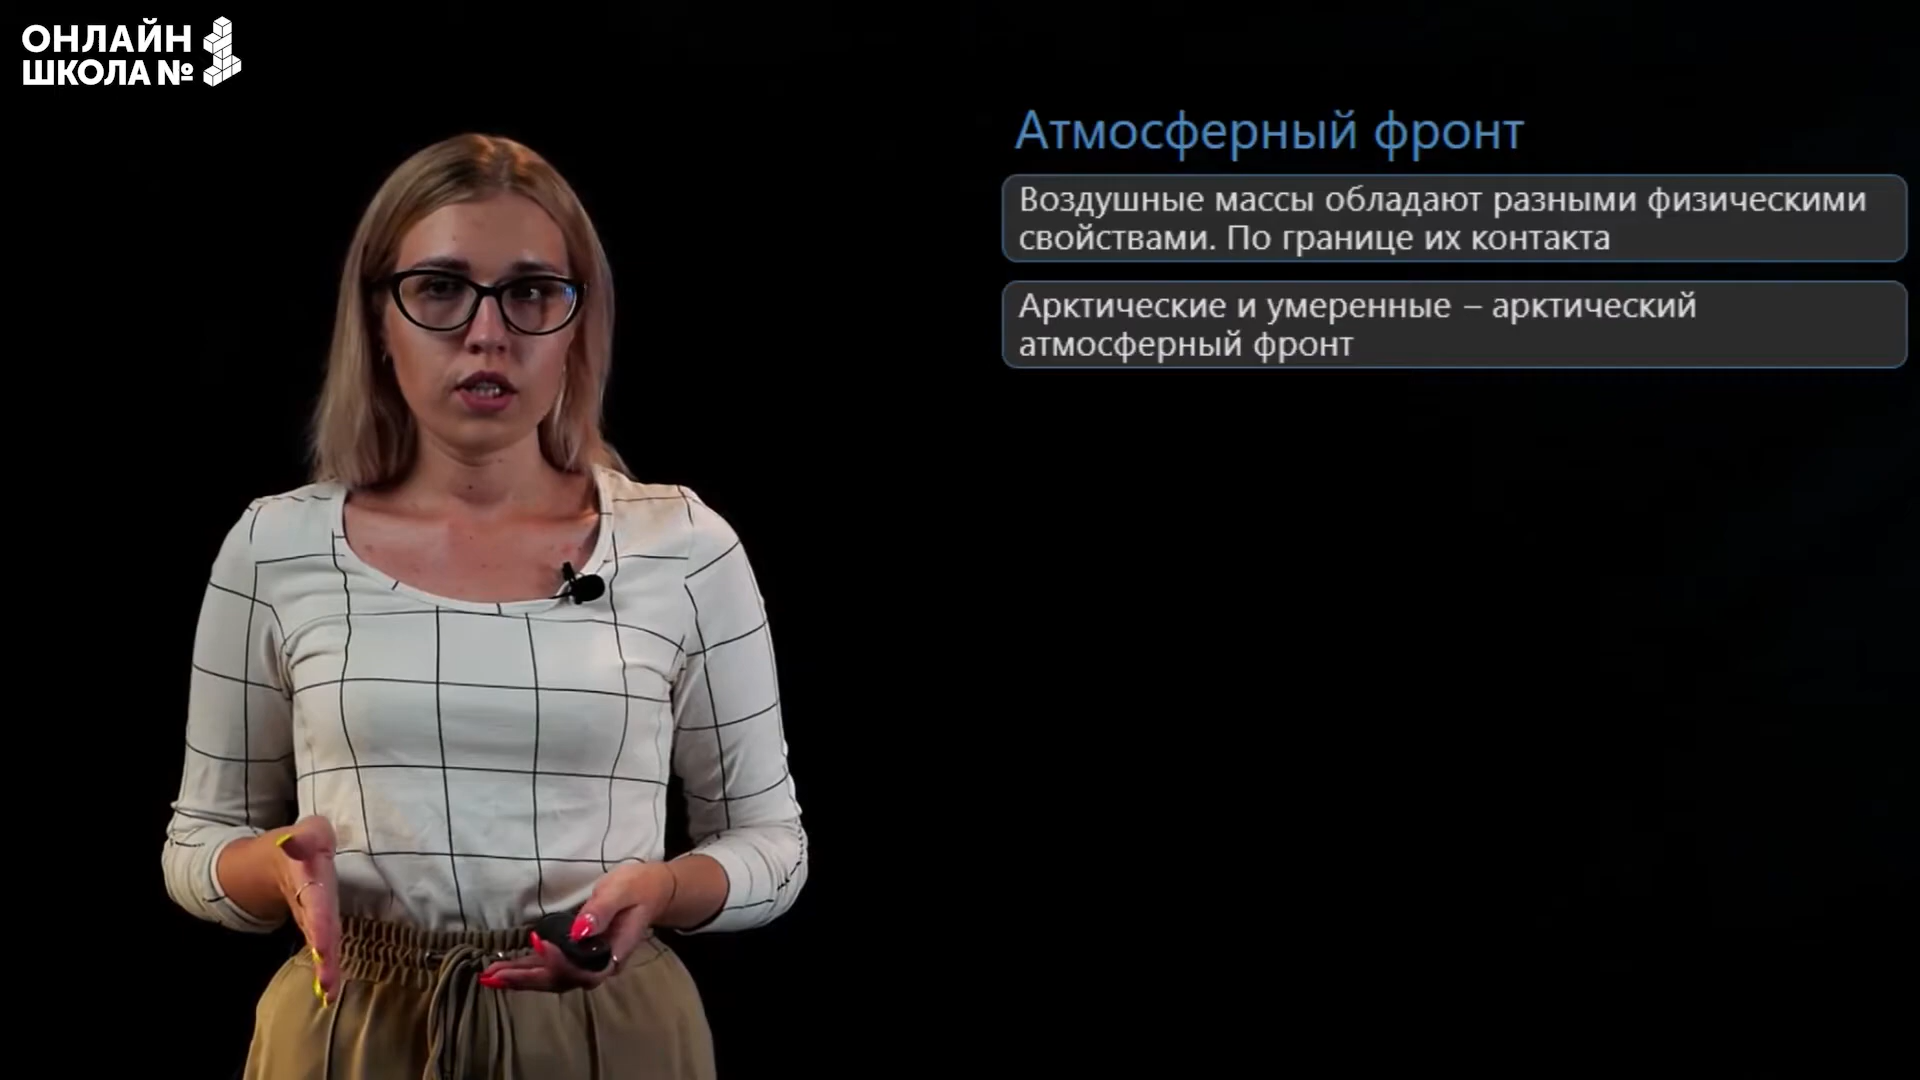 ОНЛАЙН
ШКОЛА №
Атмосферный фронт
Воздушные массы обладают разными физическими
свойствами. По границе их контакта
Арктические и умеренные – арктический
атмосферный фронт